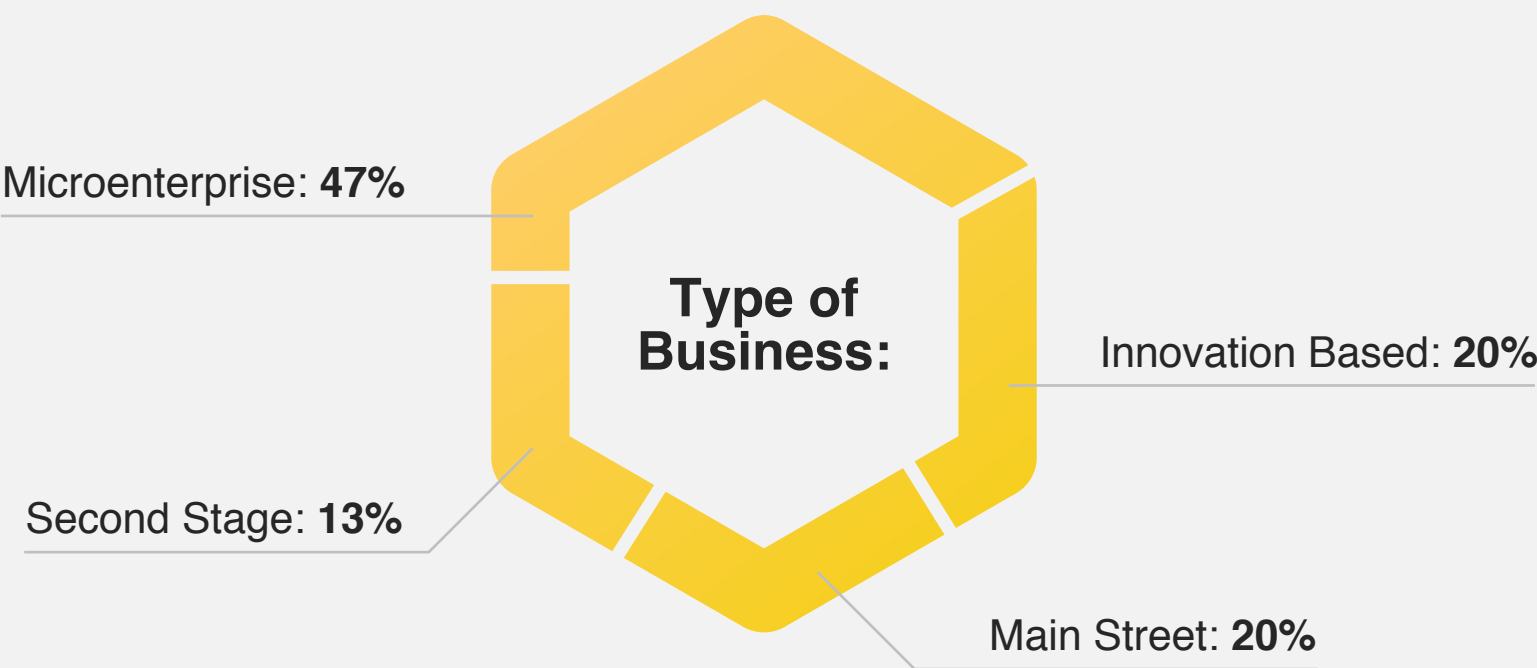 Microenterprise: 47%
Type of
Business:
Innovation Based: 20%
Second Stage: 13%
Main Street: 20%